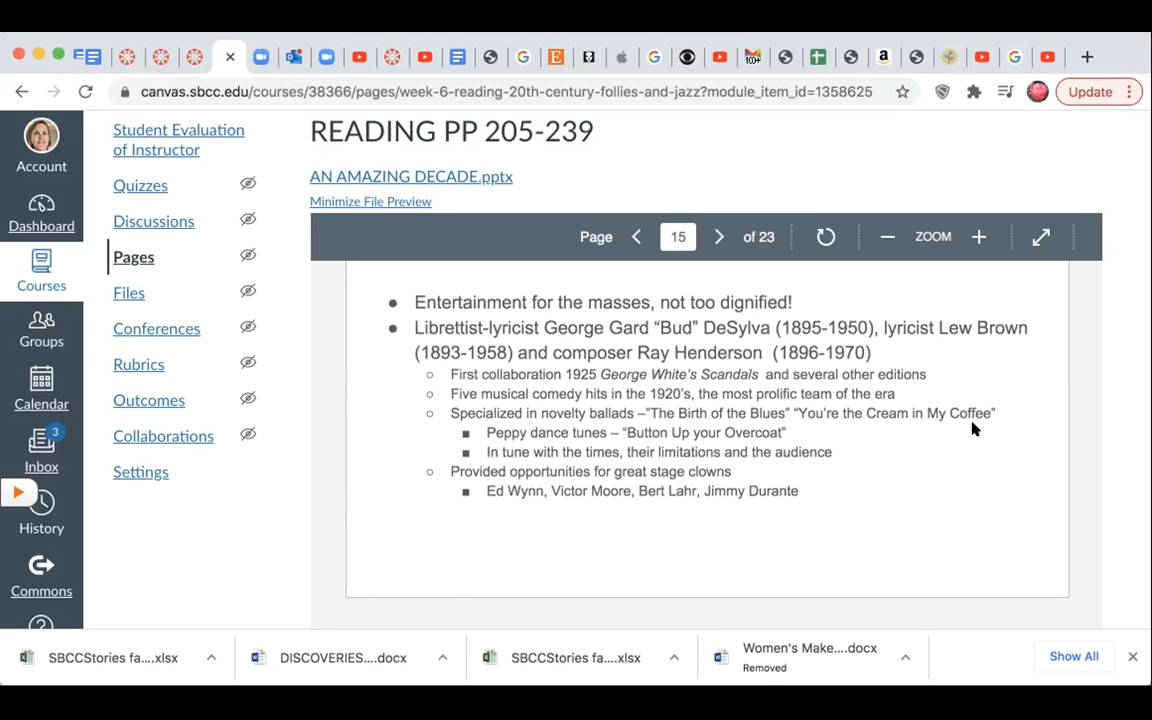 100+
canvas.sbcc.edu/courses/38366/pages/week-6-reading-20th-century-follies-and-jazz?module_item_id=1358625
Update
Account
Dashboard
Courses
Groups
Calendar
3
Inbox
History
Commons
Student Evaluation
of Instructor
Quizzes
Discussions
Pages
Files
Conferences
Rubrics
Outcomes
Collaborations
Settings
READING PP 205-239
AN AMAZING DECADE.pptx
Minimize File Preview
Page 15 of 23 ZOOM
● Entertainment for the masses, not too dignified!
● Librettist-lyricist George Gard “Bud” DeSylva (1895-1950), lyricist Lew Brown
(1893-1958) and composer Ray Henderson (1896-1970)
○ First collaboration 1925 George White’s Scandals and several other editions
○ Five musical comedy hits in the 1920’s, the most prolific team of the era
○ Specialized in novelty ballads –”The Birth of the Blues” “You’re the Cream in My Coffee”
■ Peppy dance tunes – “Button Up your Overcoat”
■ In tune with the times, their limitations and the audience
○ Provided opportunities for great stage clowns
■ Ed Wynn, Victor Moore, Bert Lahr, Jimmy Durante
SBCCStories fa....xlsx
DISCOVERIES....docx
SBCCStories fa....xlsx
Women's Make....docx
Removed
Show All